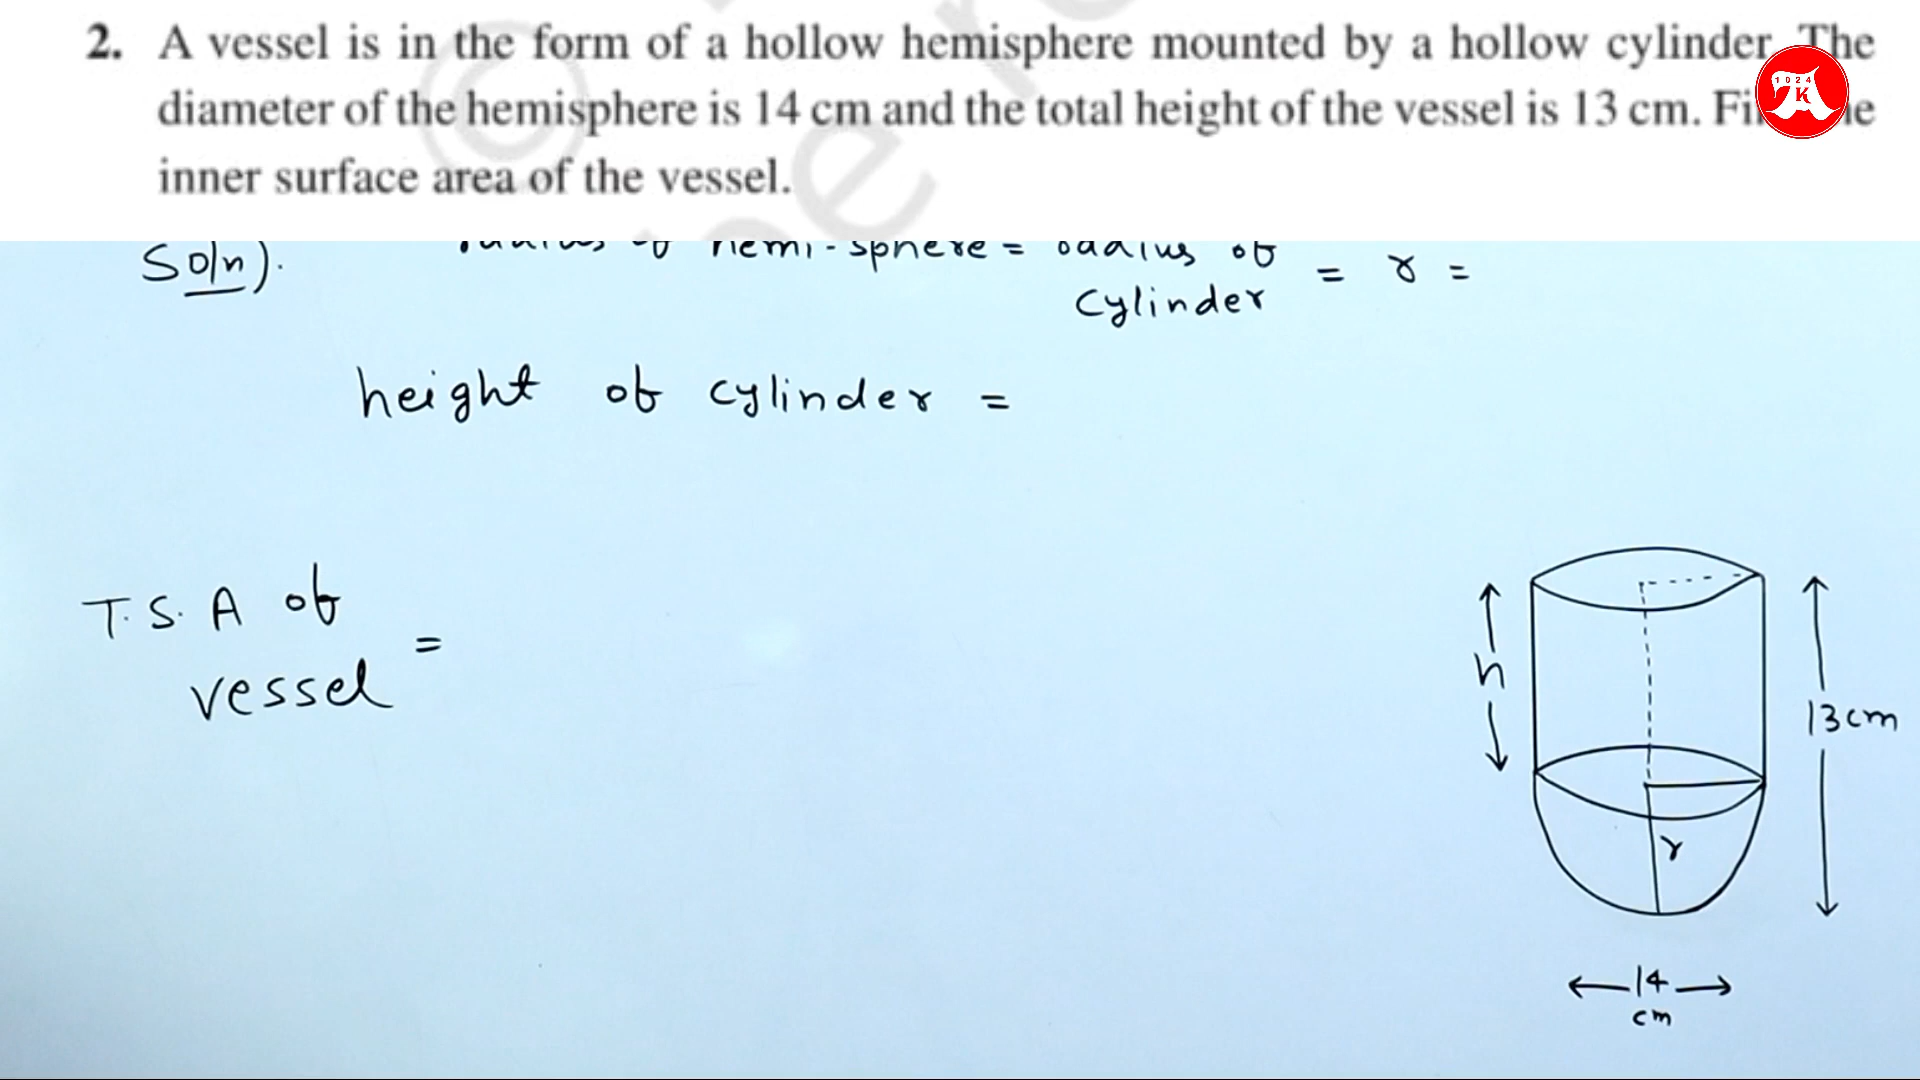 2. A vessel is in the form of a hollow hemisphere mounted by a hollow cylinder. The
diameter of the hemisphere is 14 cm and the total height of the vessel is 13 cm.
inner surface area of the vessel.
1024
K
Soln).
radius of hemi-sphere = radius of
cylinder
= r =
height of cylinder =
T.S.A of
vessel
=
h
13cm
r
14
cm